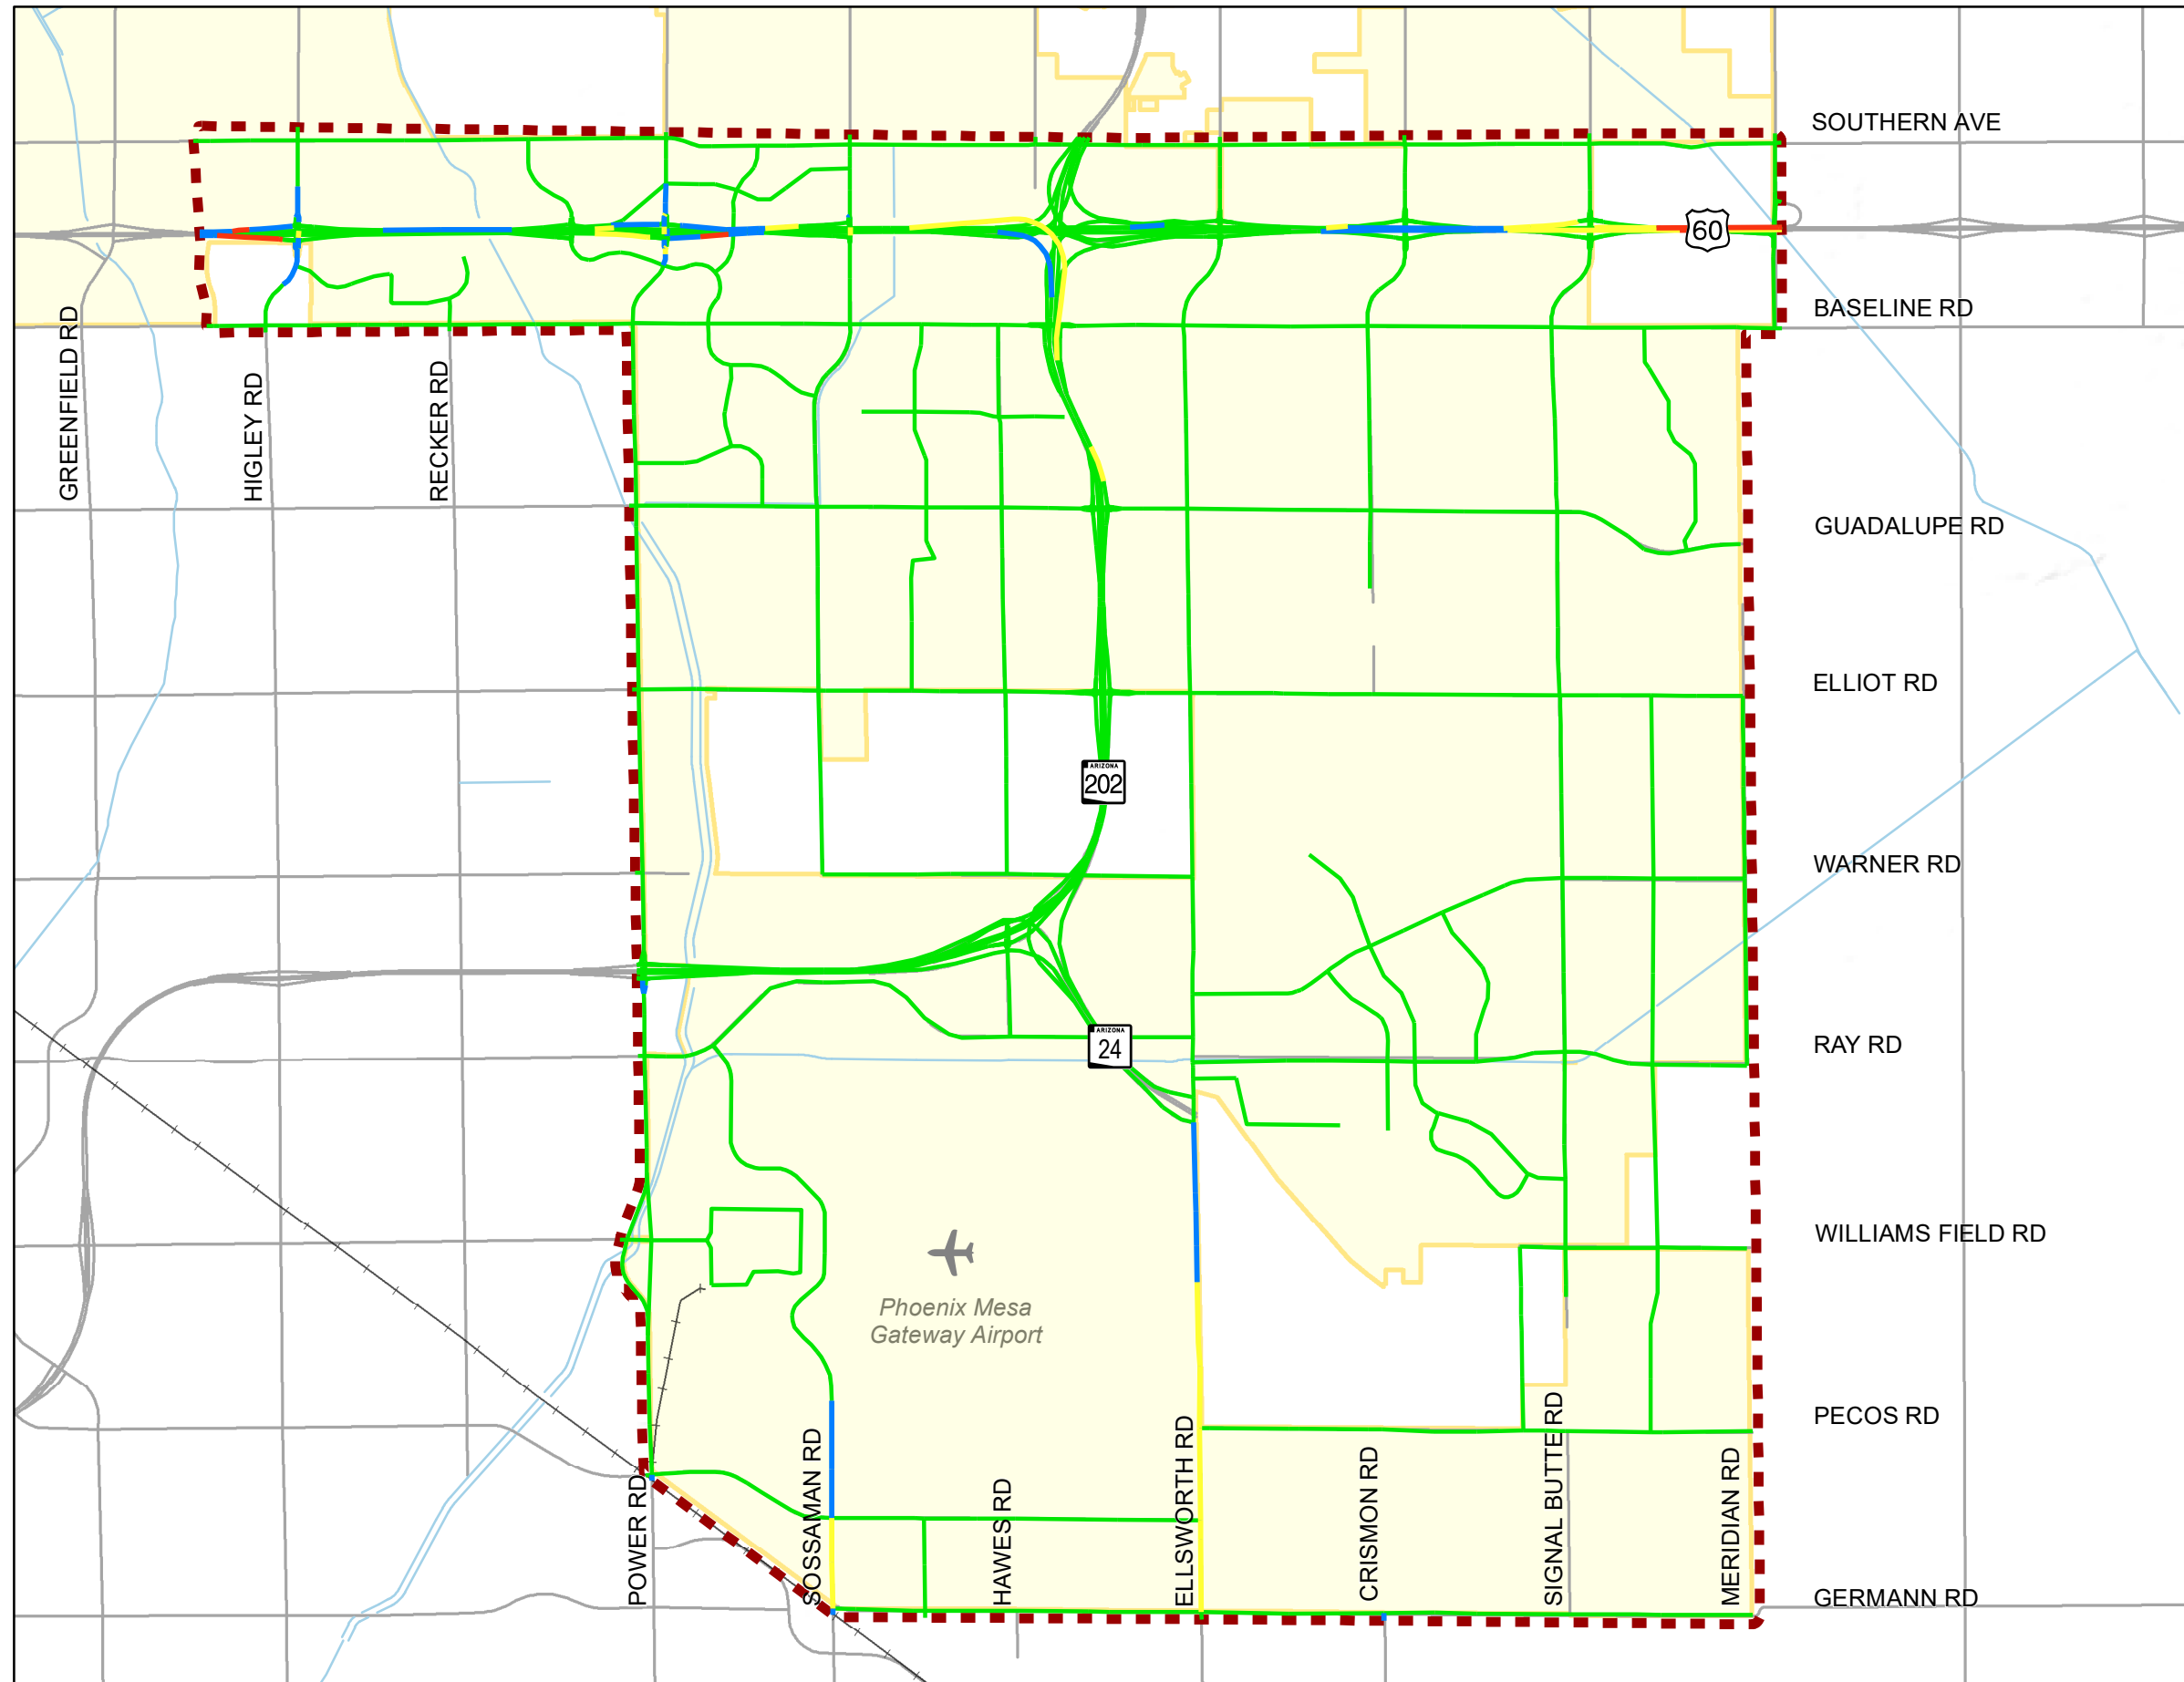 SOUTHERN AVE
60
BASELINE RD
GREENFIELD RD
HIGLEY RD
RECKER RD
GUADALUPE RD
ELLIOT RD
ARIZONA
202
WARNER RD
ARIZONA
24
RAY RD
WILLIAMS FIELD RD
Phoenix Mesa
Gateway Airport
PECOS RD
POWER RD
SOSSAMAN RD
HAWES RD
ELLSWORTH RD
CRISMON RD
SIGNAL BUTTE RD
MERIDIAN RD
GERMANN RD